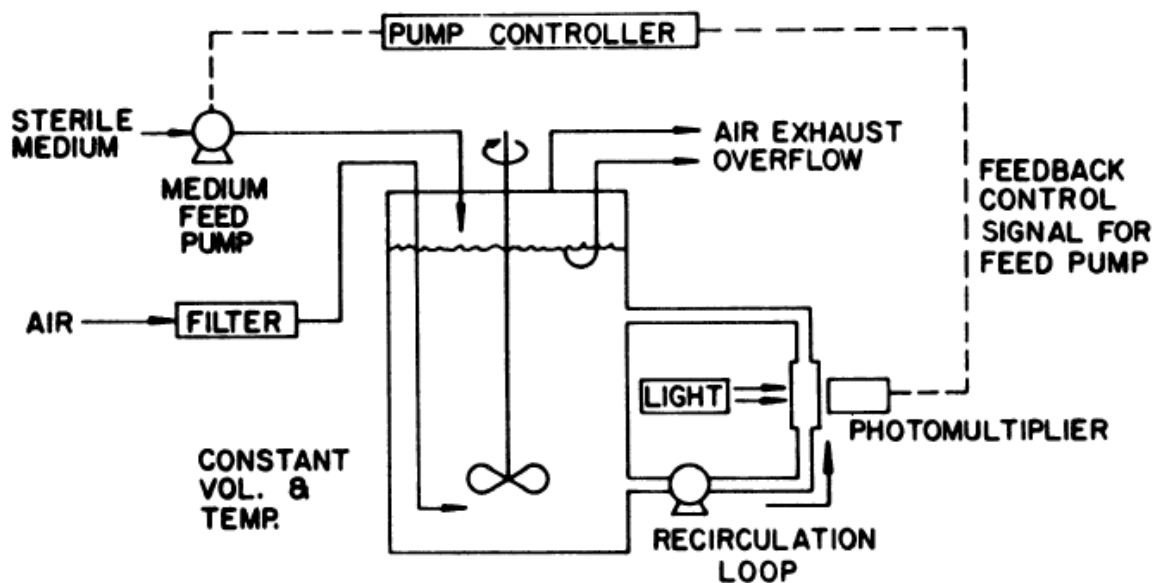 PUMP CONTROLLER
STERILE
MEDIUM
MEDIUM
FEED
PUMP
AIR EXHAUST
OVERFLOW
FEEDBACK
CONTROL
SIGNAL FOR
FEED PUMP
AIR
FILTER
LIGHT
PHOTOMULTIPLIER
CONSTANT
VOL. &
TEMP.
RECIRCULATION
LOOP